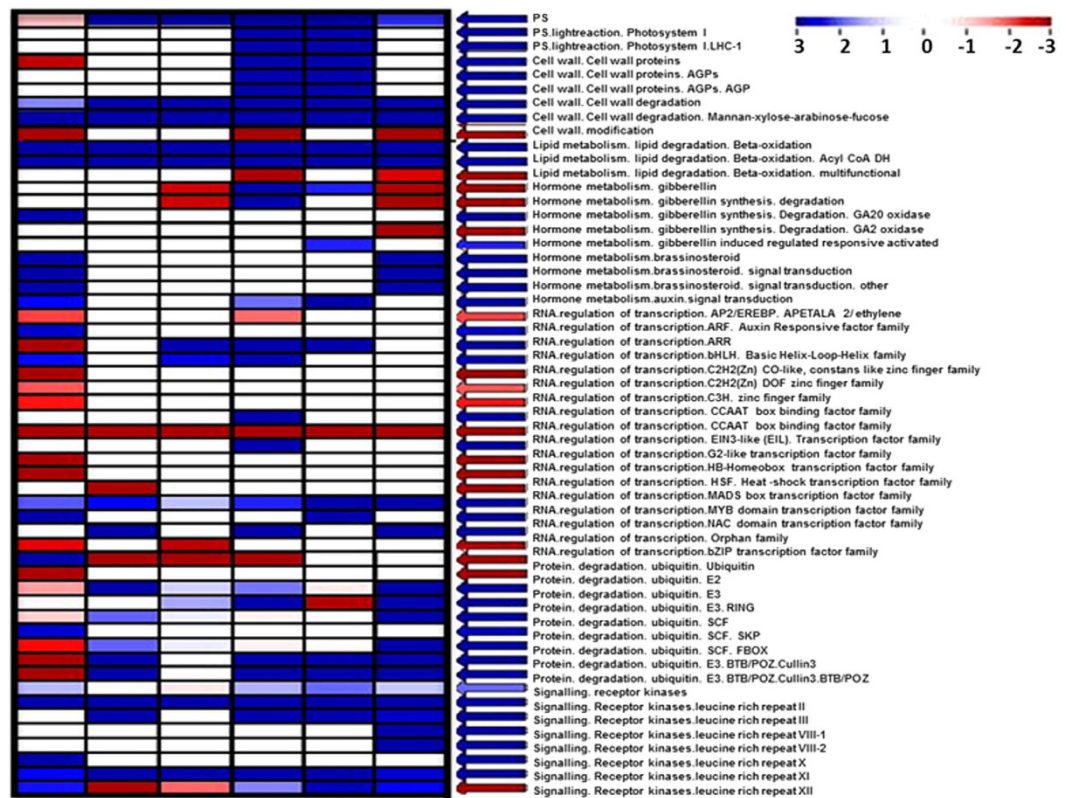 PS
PS.lightreaction. Photosystem I
PS.lightreaction. Photosystem I.LHC-1
Cell wall. Cell wall proteins
Cell wall. Cell wall proteins. AGPs
Cell wall. Cell wall proteins. AGPs. AGP
Cell wall. Cell wall degradation
Cell wall. Cell wall degradation. Mannan-xylose-arabinose-fucose
Cell wall. modification
Lipid metabolism. lipid degradation. Beta-oxidation
Lipid metabolism. lipid degradation. Beta-oxidation. Acyl CoA DH
Lipid metabolism. lipid degradation. Beta-oxidation. multifunctional
Hormone metabolism. gibberellin
Hormone metabolism. gibberellin synthesis. degradation
Hormone metabolism. gibberellin synthesis. Degradation. GA20 oxidase
Hormone metabolism. gibberellin synthesis. Degradation. GA2 oxidase
Hormone metabolism. gibberellin induced regulated responsive activated
Hormone metabolism.brassinosteroid
Hormone metabolism.brassinosteroid. signal transduction
Hormone metabolism.brassinosteroid. signal transduction. other
Hormone metabolism.auxin.signal transduction
RNA.regulation of transcription. AP2/EREBP. APETALA 2/ ethylene
RNA.regulation of transcription.ARF. Auxin Responsive factor family
RNA.regulation of transcription.ARR
RNA.regulation of transcription.bHLH. Basic Helix-Loop-Helix family
RNA.regulation of transcription.C2H2(Zn) CO-like, constans like zinc finger family
RNA.regulation of transcription.C2H2(Zn) DOF zinc finger family
RNA.regulation of transcription.C3H. zinc finger family
RNA.regulation of transcription. CCAAT box binding factor family
RNA.regulation of transcription. CCAAT box binding factor family
RNA.regulation of transcription. EIN3-like (EIL). Transcription factor family
RNA.regulation of transcription.G2-like transcription factor family
RNA.regulation of transcription.HB-Homeobox transcription factor family
RNA.regulation of transcription. HSF. Heat-shock transcription factor family
RNA.regulation of transcription.MADS box transcription factor family
RNA.regulation of transcription.MYB domain transcription factor family
RNA.regulation of transcription.NAC domain transcription factor family
RNA.regulation of transcription. Orphan family
RNA.regulation of transcription.bZIP transcription factor family
Protein. degradation. ubiquitin. Ubiquitin
Protein. degradation. ubiquitin. E2
Protein. degradation. ubiquitin. E3
Protein. degradation. ubiquitin. E3. RING
Protein. degradation. ubiquitin. SCF
Protein. degradation. ubiquitin. SCF. SKP
Protein. degradation. ubiquitin. SCF. FBOX
Protein. degradation. ubiquitin. E3. BTB/POZ.Cullin3
Protein. degradation. ubiquitin. E3. BTB/POZ.Cullin3.BTB/POZ
Signalling. receptor kinases
Signalling. Receptor kinases.leucine rich repeat II
Signalling. Receptor kinases.leucine rich repeat III
Signalling. Receptor kinases.leucine rich repeat VIII-1
Signalling. Receptor kinases.leucine rich repeat VIII-2
Signalling. Receptor kinases.leucine rich repeat X
Signalling. Receptor kinases.leucine rich repeat XI
Signalling. Receptor kinases.leucine rich repeat XII
3 2 1 0 -1 -2 -3